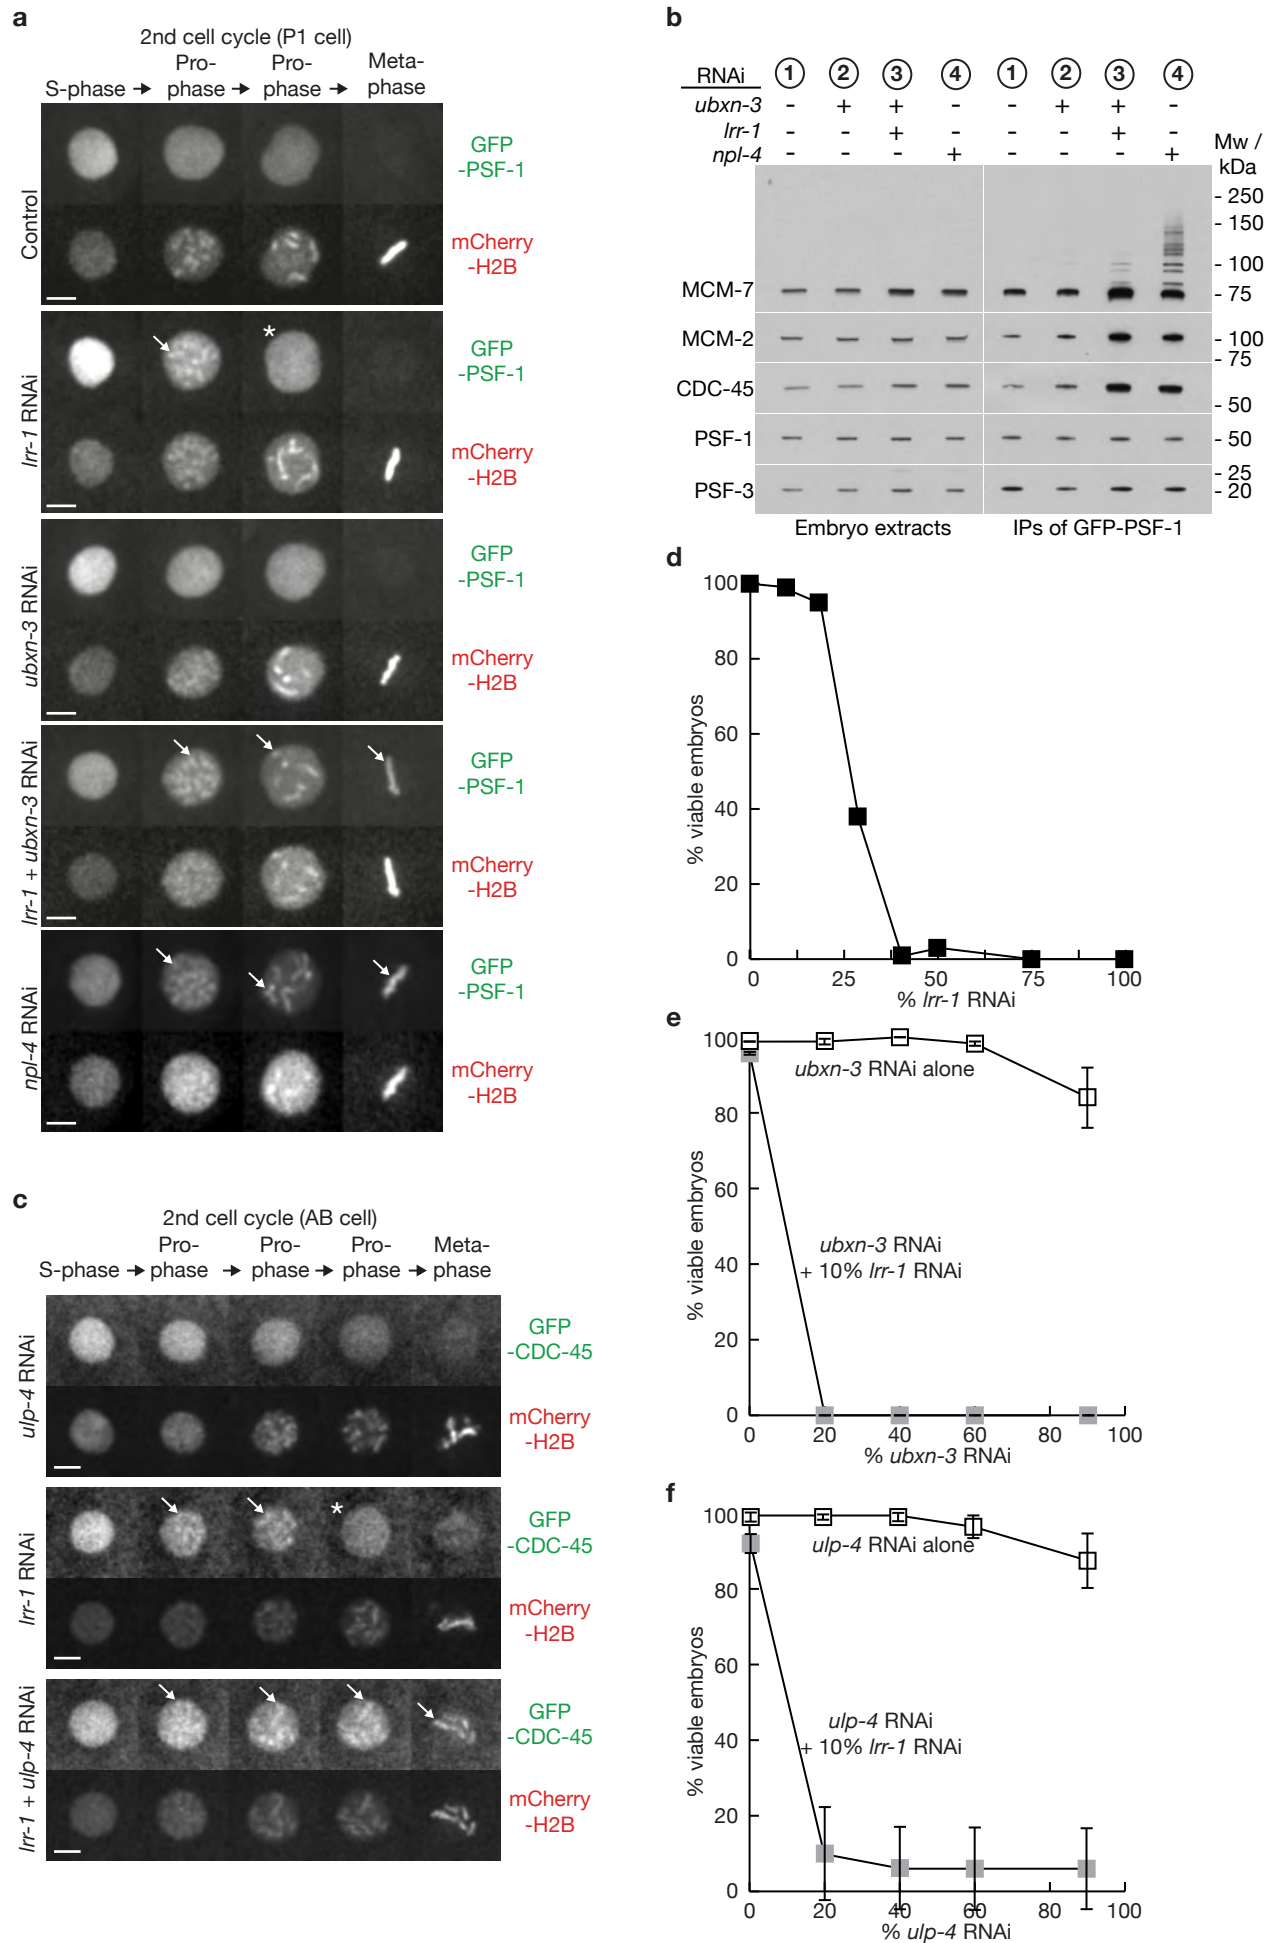 a
2nd cell cycle (P1 cell)
S-phase → Pro-phase → Pro-phase → Meta-phase
Control
GFP
-PSF-1
mCherry
-H2B
lrr-1 RNAi
*
GFP
-PSF-1
mCherry
-H2B
ubxn-3 RNAi
GFP
-PSF-1
mCherry
-H2B
lrr-1 + ubxn-3 RNAi
GFP
-PSF-1
mCherry
-H2B
npl-4 RNAi
GFP
-PSF-1
mCherry
-H2B
b
RNAi 1 2 3 4 1 2 3 4
ubxn-3 - + + - - + + -
lrr-1 - - + - - - + -
npl-4 - - - + - - - +
Mw /
kDa
- 250
- 150
- 100
MCM-7 - 75
MCM-2 - 100
- 75
CDC-45
- 50
PSF-1 - 50
- 25
PSF-3 - 20
Embryo extracts IPs of GFP-PSF-1
c
2nd cell cycle (AB cell)
S-phase → Pro-phase → Pro-phase → Pro-phase Meta-phase
ulp-4 RNAi
GFP
-CDC-45
mCherry
-H2B
lrr-1 RNAi
*
GFP
-CDC-45
mCherry
-H2B
lrr-1 + ulp-4 RNAi
GFP
-CDC-45
mCherry
-H2B
d
% viable embryos
100
80
60
40
20
0
0 25 50 75 100
% lrr-1 RNAi
e
% viable embryos
100
80
60
40
20
0
ubxn-3 RNAi alone
ubxn-3 RNAi
+ 10% lrr-1 RNAi
0 20 40 60 80 100
% ubxn-3 RNAi
f
% viable embryos
100
80
60
40
20
0
ulp-4 RNAi alone
ulp-4 RNAi
+ 10% lrr-1 RNAi
0 20 40 60 80 100
% ulp-4 RNAi